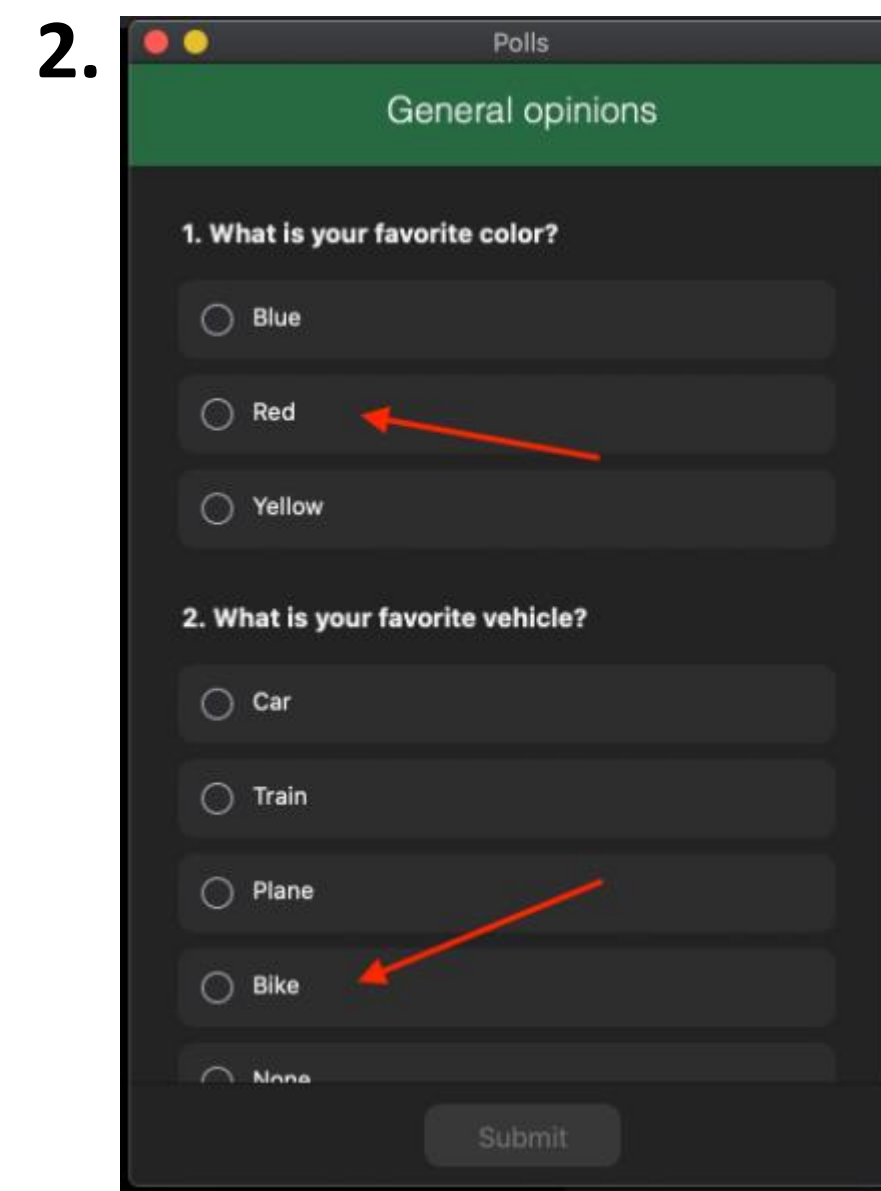 2.
Polls
General opinions
1. What is your favorite color?
Blue
Red
Yellow
2. What is your favorite vehicle?
Car
Train
Plane
Bike
None
Submit